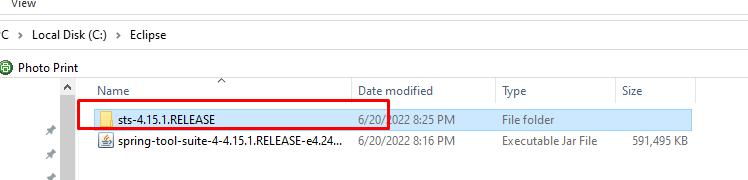 View
PC Local Disk (C:) Eclipse
Photo Print
Name Date modified Type Size
sts-4.15.1.RELEASE 6/20/2022 8:25 PM File folder
spring-tool-suite-4-4.15.1.RELEASE-e4.24... 6/20/2022 8:16 PM Executable Jar File 591,495 KB